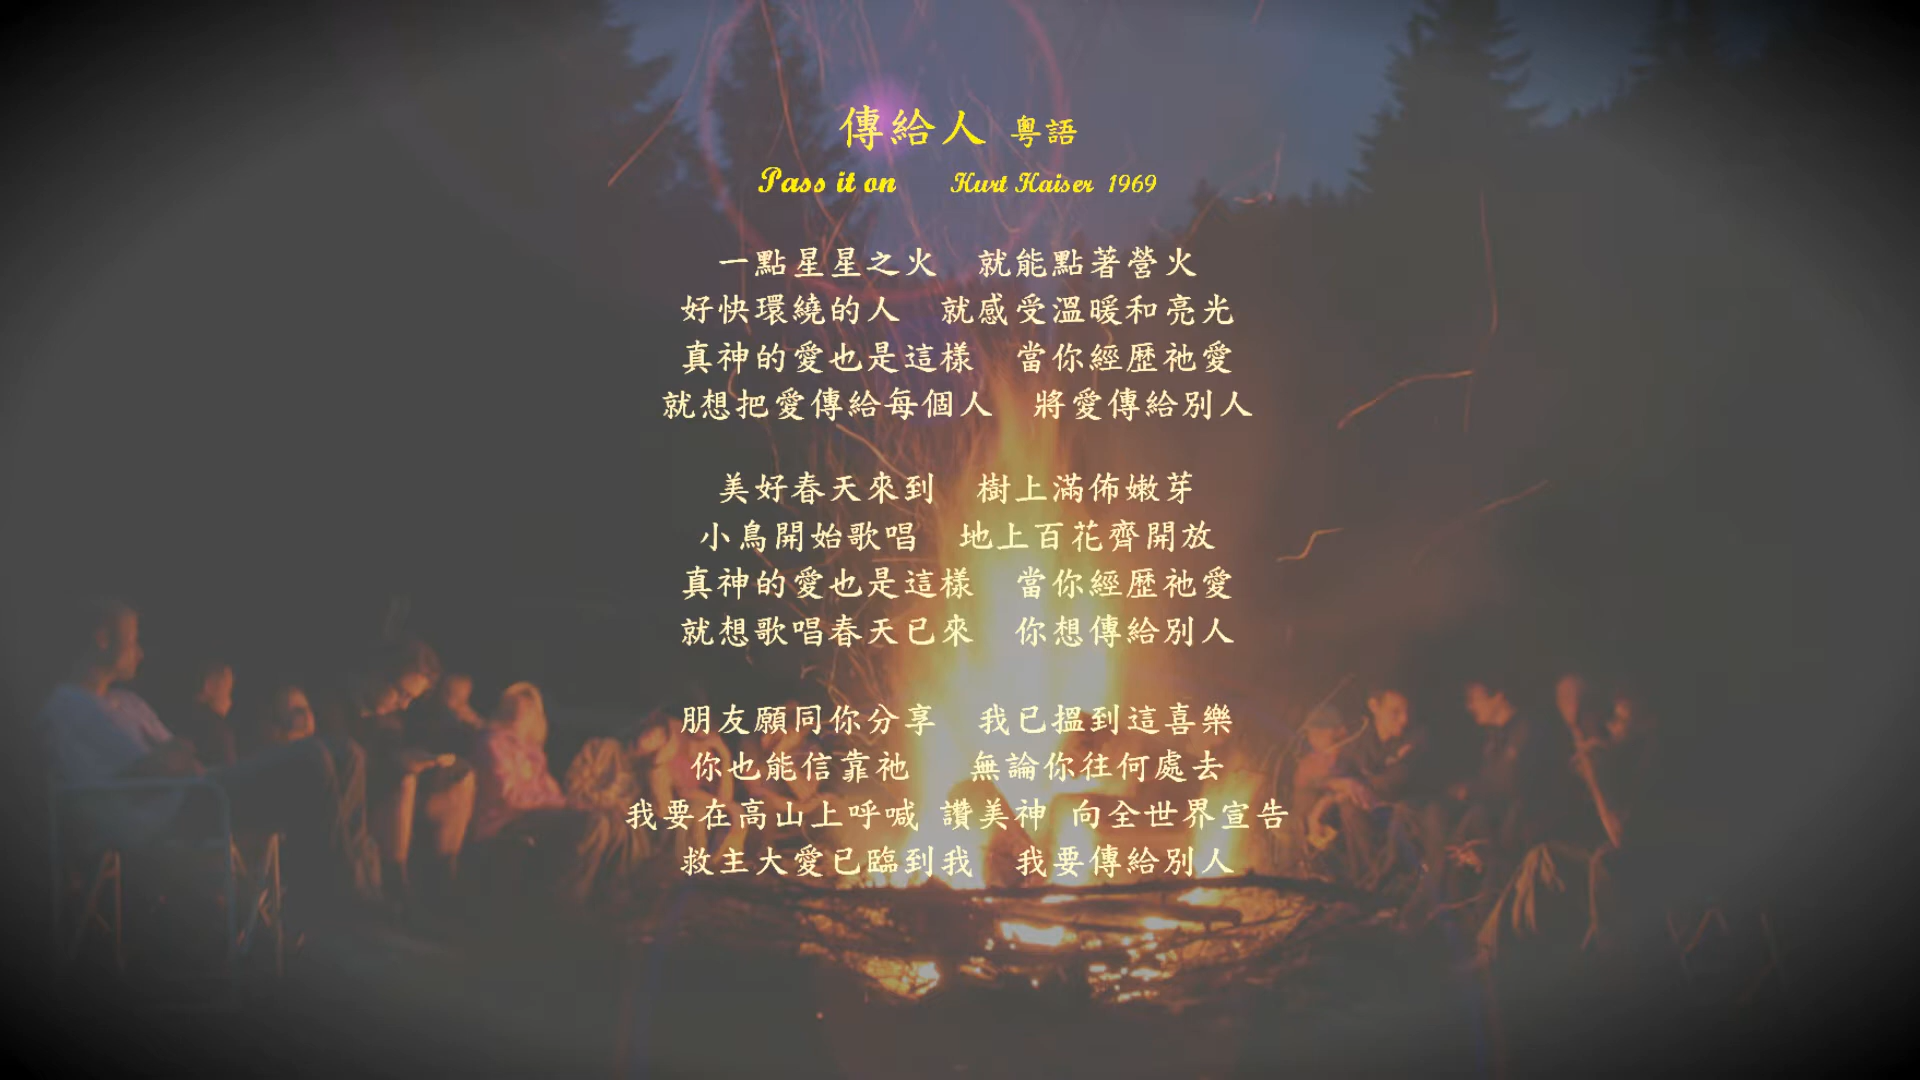 傳給人 粵語
Pass it on Kurt Kaiser 1969
一點星星之火 就能點著營火
好快環繞的人 就感受溫暖和亮光
真神的愛也是這樣 當你經歷祂愛
就想把愛傳給每個人 將愛傳給別人
美好春天來到 樹上滿佈嫩芽
小鳥開始歌唱 地上百花齊開放
真神的愛也是這樣 當你經歷祂愛
就想歌唱春天已來 你想傳給別人
朋友願同你分享 我已搵到這喜樂
你也能信靠祂 無論你往何處去
我要在高山上呼喊 讚美神 向全世界宣告
救主大愛已臨到我 我要傳給別人